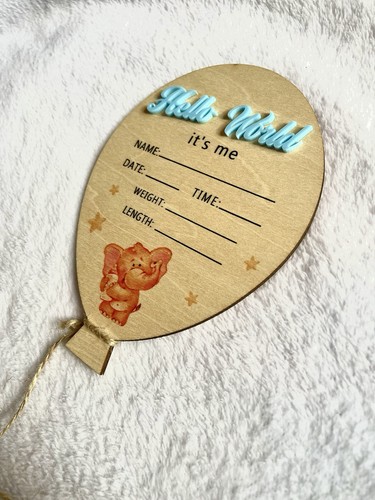 Hello World
it's me
NAME:
DATE: TIME:
WEIGHT:
LENGTH: